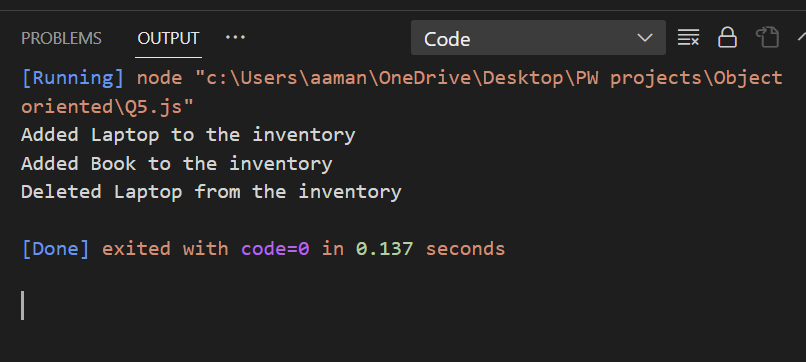 PROBLEMS OUTPUT ··· Code
[Running] node "c:\Users\aaman\OneDrive\Desktop\PW projects\Object
oriented\Q5.js"
Added Laptop to the inventory
Added Book to the inventory
Deleted Laptop from the inventory
[Done] exited with code=0 in 0.137 seconds